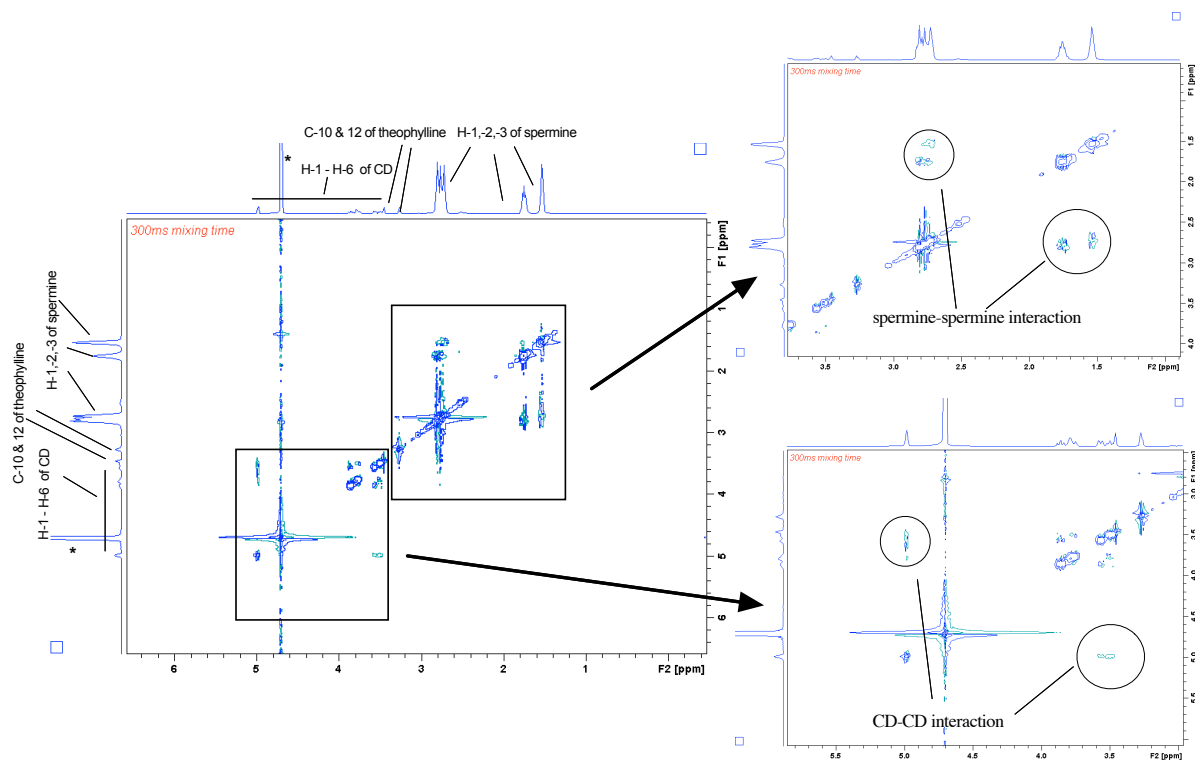 C-10 & 12 of theophylline
H-1,-2,-3 of spermine
*
H-1 - H-6 of CD
300ms mixing time
F1 [ppm]
1
2
3
4
5
6
6
5
4
3
2
1
F2 [ppm]
H-1,-2,-3 of spermine
C-10 & 12 of theophylline
H-1 - H-6 of CD
*
300ms mixing time
F1 [ppm]
1.5
2.0
2.5
3.0
3.5
4.0
3.5
3.0
2.5
2.0
1.5
F2 [ppm]
spermine-spermine interaction
300ms mixing time
F1 [ppm]
3.0
3.5
4.0
4.5
5.0
5.5
5.5
5.0
4.5
4.0
3.5
F2 [ppm]
CD-CD interaction